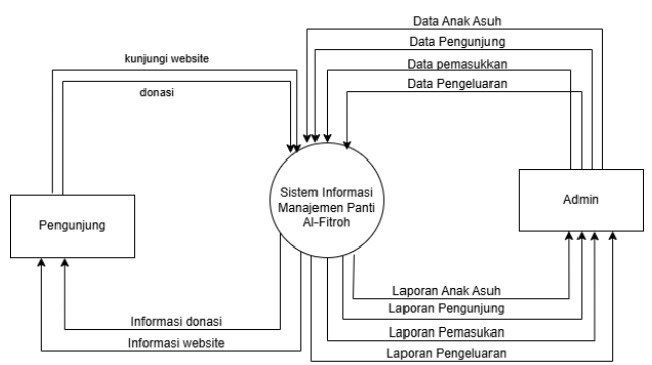 Data Anak Asuh
Data Pengunjung
kunjungi website
Data pemasukkan
donasi
Data Pengeluaran
Sistem Informasi
Manajemen Panti
Al-Fitroh
Admin
Pengunjung
Laporan Anak Asuh
Laporan Pengunjung
Informasi donasi
Laporan Pemasukan
Informasi website
Laporan Pengeluaran